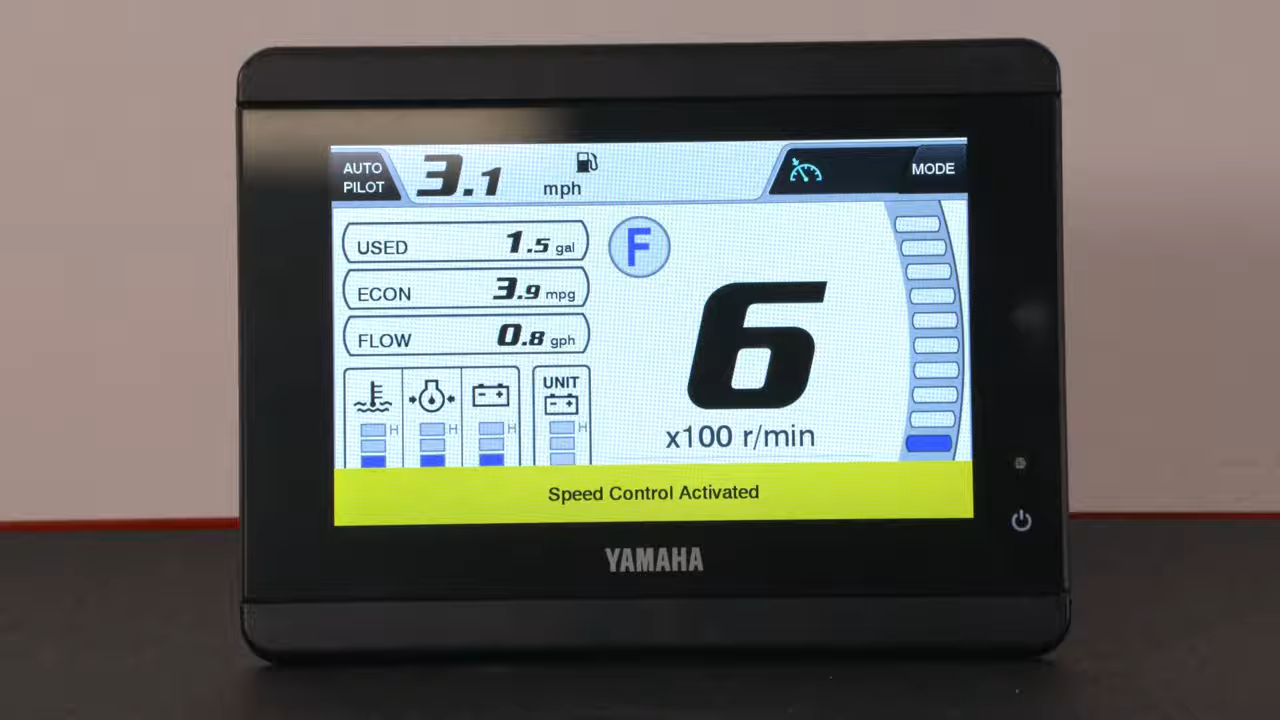 AUTO
PILOT
3.1
mph
MODE
USED 1.5 gal
F
ECON 3.9 mpg
FLOW 0.8 gph
6
x100 r/min
UNIT
H H H H
Speed Control Activated
YAMAHA